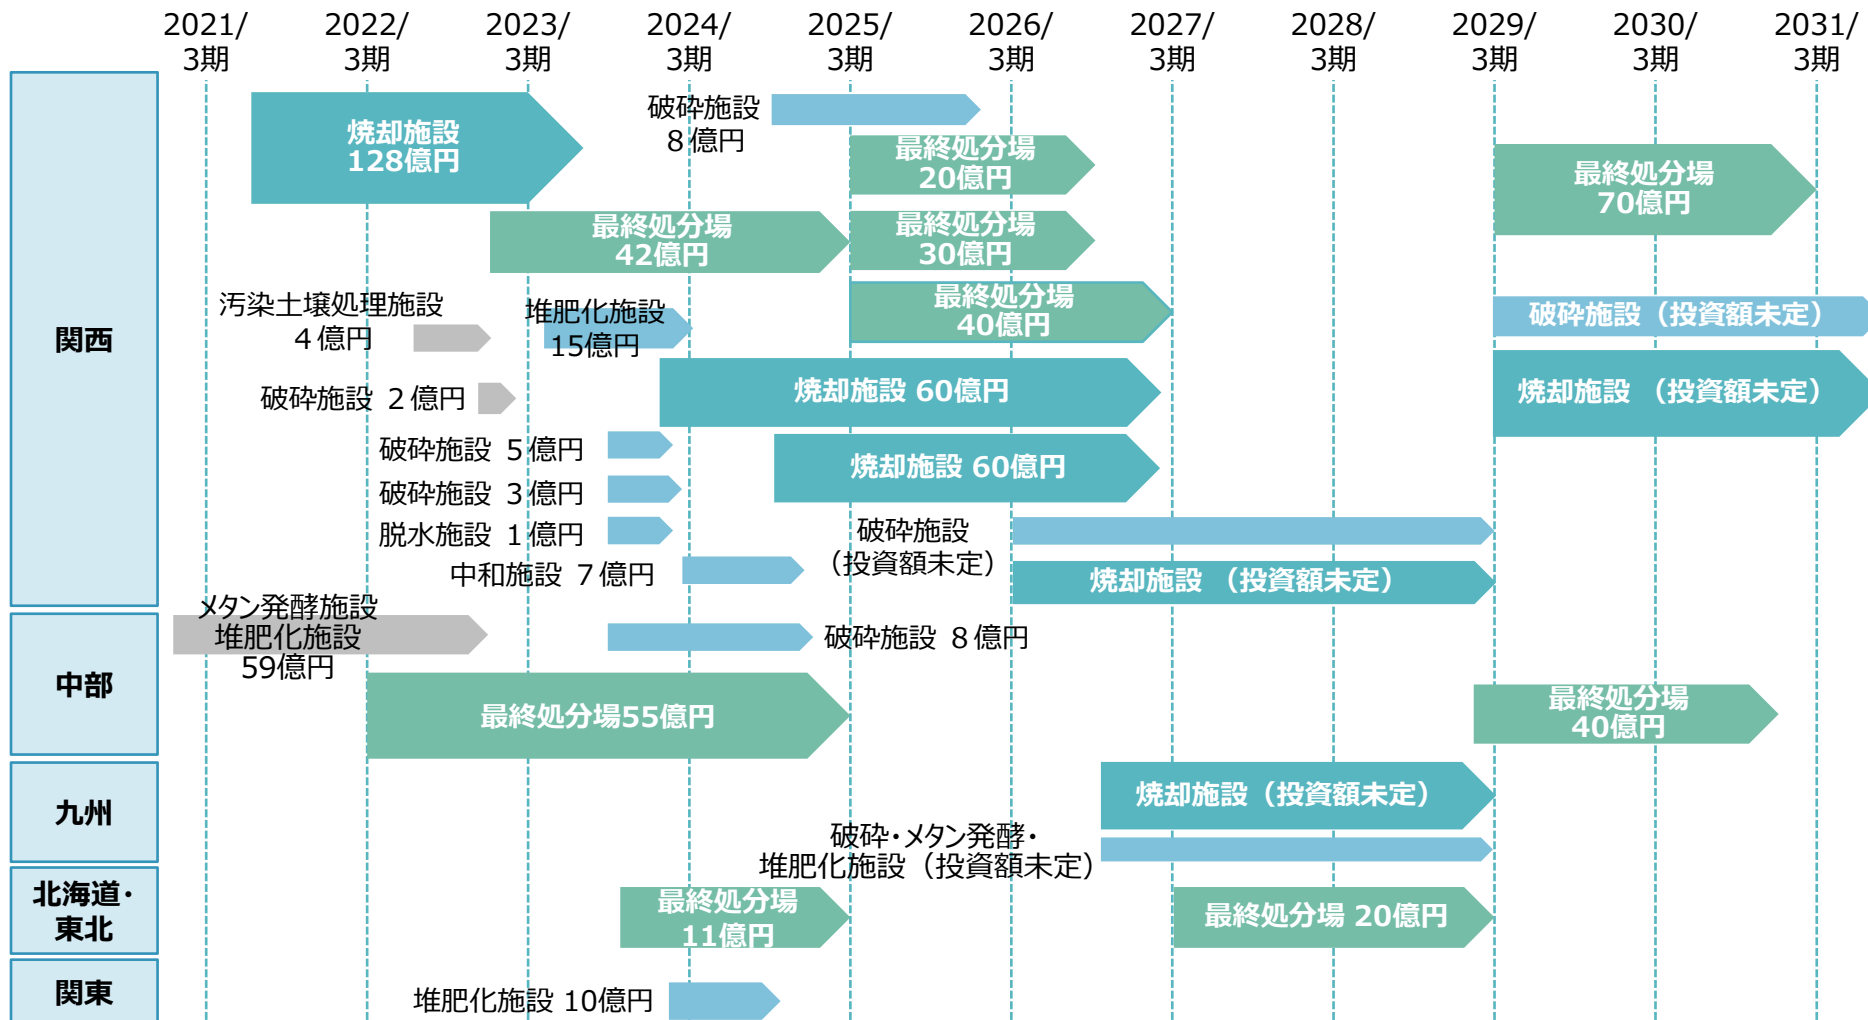 2021/
3期
2022/
3期
2023/
3期
2024/
3期
2025/
3期
2026/
3期
2027/
3期
2028/
3期
2029/
3期
2030/
3期
2031/
3期
関西
焼却施設
128億円
破砕施設
８億円
最終処分場
20億円
最終処分場
70億円
最終処分場
42億円
最終処分場
30億円
汚染土壌処理施設
４億円
堆肥化施設
15億円
最終処分場
40億円
破砕施設（投資額未定）
破砕施設 ２億円
焼却施設 60億円
焼却施設 （投資額未定）
破砕施設 ５億円
焼却施設 60億円
破砕施設 ３億円
脱水施設 １億円
破砕施設
（投資額未定）
中和施設 ７億円
焼却施設 （投資額未定）
中部
メタン発酵施設
堆肥化施設
59億円
破砕施設 ８億円
最終処分場55億円
最終処分場
40億円
九州
焼却施設（投資額未定）
破砕・メタン発酵・
堆肥化施設（投資額未定）
北海道・
東北
最終処分場
11億円
最終処分場 20億円
関東
堆肥化施設 10億円